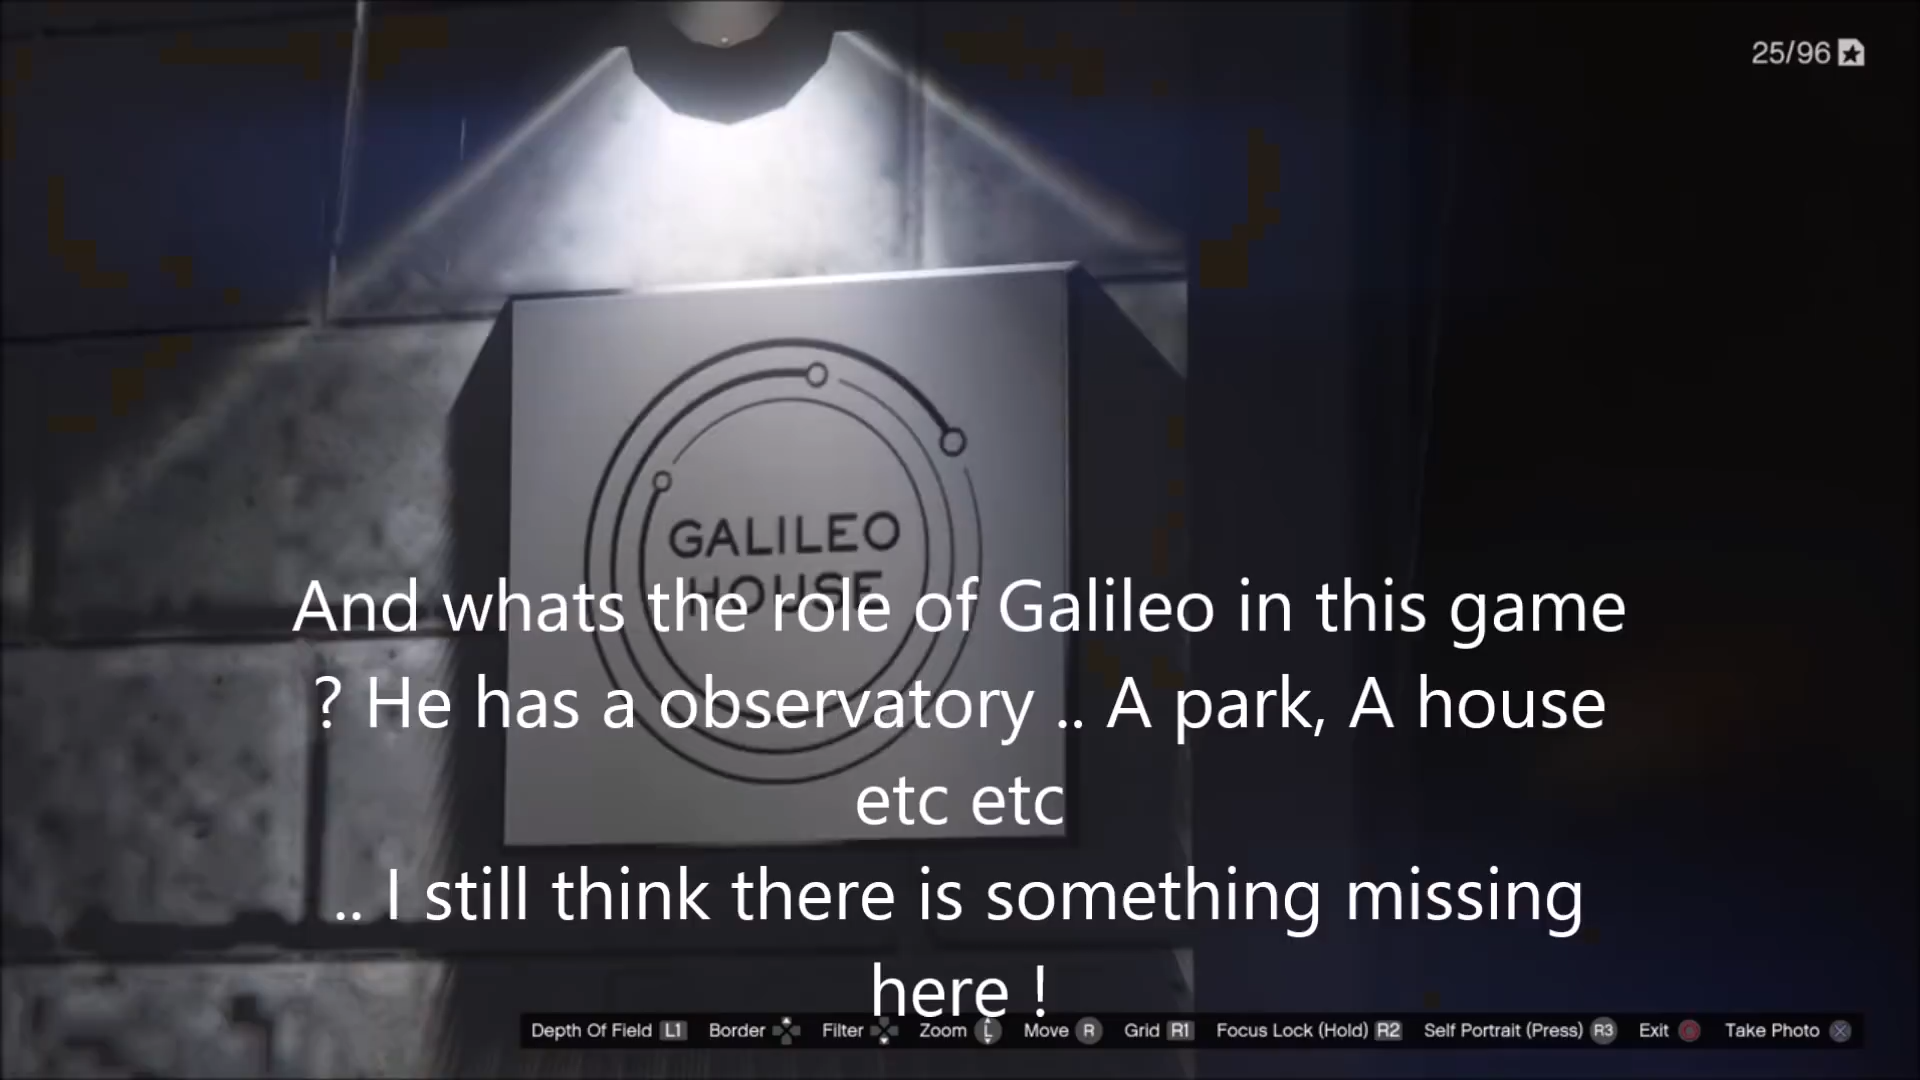 25/96
GALILEO
HOUSE
And whats the role of Galileo in this game
? He has a observatory .. A park, A house
etc etc
.. I still think there is something missing
here !
Depth Of Field L1 Border Filter Zoom L Move R Grid R1 Focus Lock (Hold) R2 Self Portrait (Press) R3 Exit Take Photo